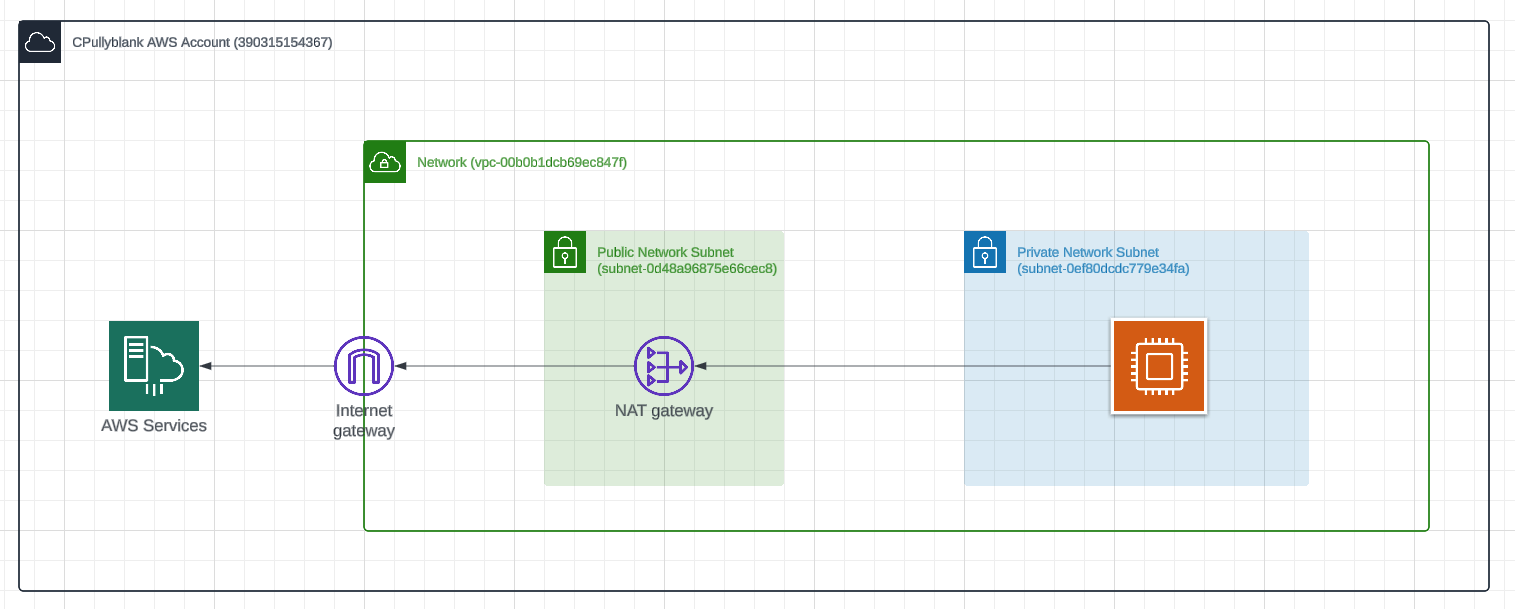 CPullyblank AWS Account (390315154367)
Network (vpc-00b0b1dcb69ec847f)
Public Network Subnet
(subnet-0d48a96875e66cec8)
Private Network Subnet
(subnet-0ef80dcdc779e34fa)
AWS Services
Internet
gateway
NAT gateway